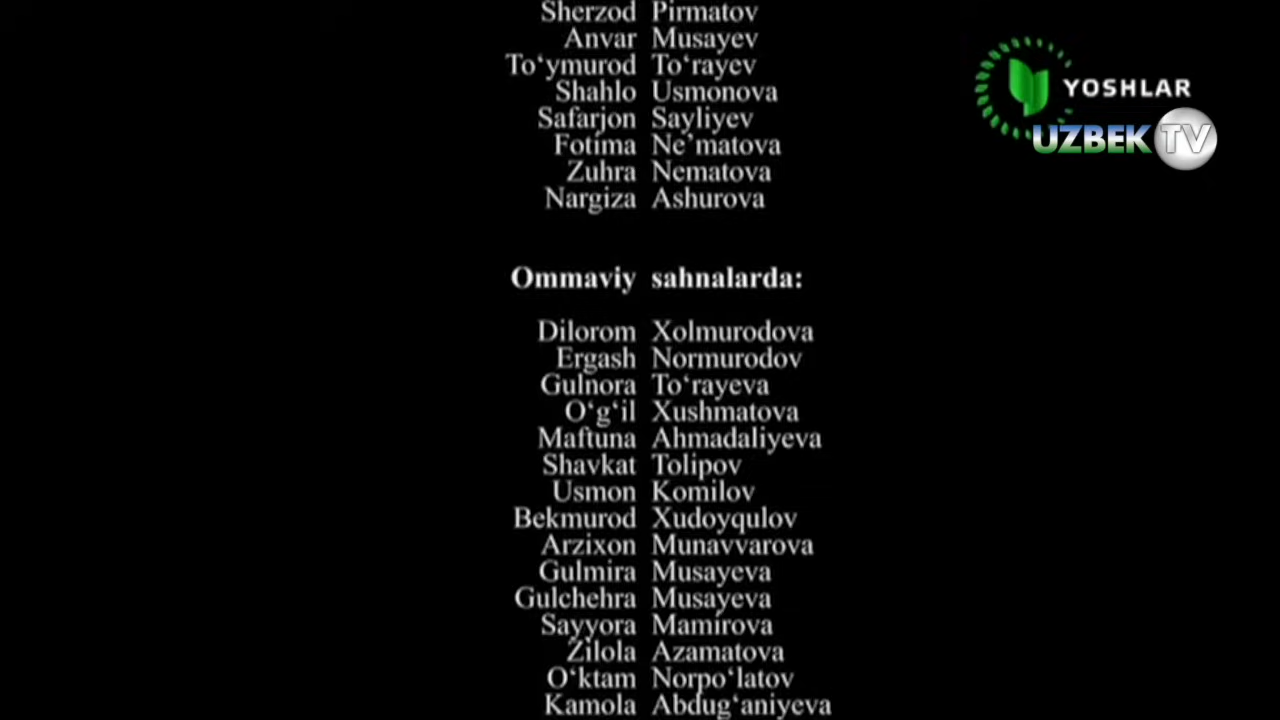 Sherzod Pirmatov
Anvar Musayev
To‘ymurod To‘rayev
Shahlo Usmonova
Safarjon Sayliyev
Fotima Ne’matova
Zuhra Nematova
Nargiza Ashurova
Ommaviy sahnalarda:
Dilorom Xolmurodova
Ergash Normurodov
Gulnora To‘rayeva
O‘g‘il Xushmatova
Maftuna Ahmadaliyeva
Shavkat Tolipov
Usmon Komilov
Bekmurod Xudoyqulov
Arzixon Munavvarova
Gulmira Musayeva
Gulchehra Musayeva
Sayyora Mamirova
Zilola Azamatova
O‘ktam Norpo‘latov
Kamola Abdug‘aniyeva
YOSHLAR
UZBEK TV